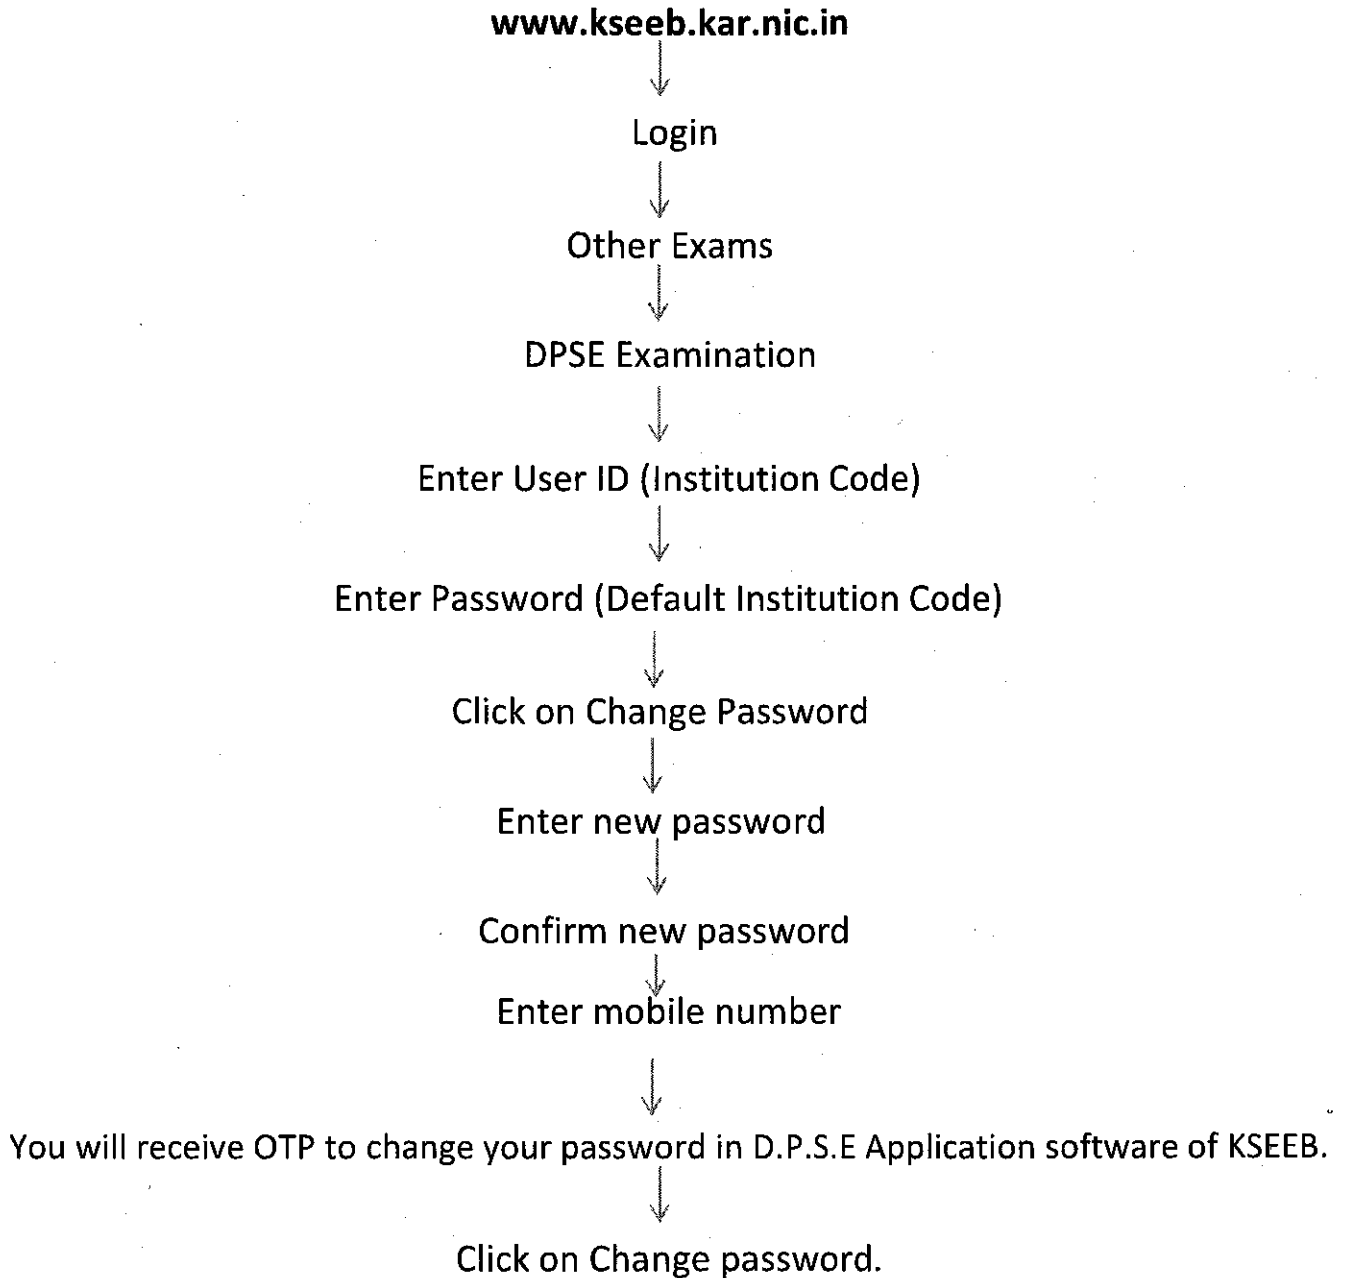 www.kseeb.kar.nic.in
Login
Other Exams
DPSE Examination
Enter User ID (Institution Code)
Enter Password (Default Institution Code)
Click on Change Password
Enter new password
Confirm new password
Enter mobile number
You will receive OTP to change your password in D.P.S.E Application software of KSEEB.
Click on Change password.